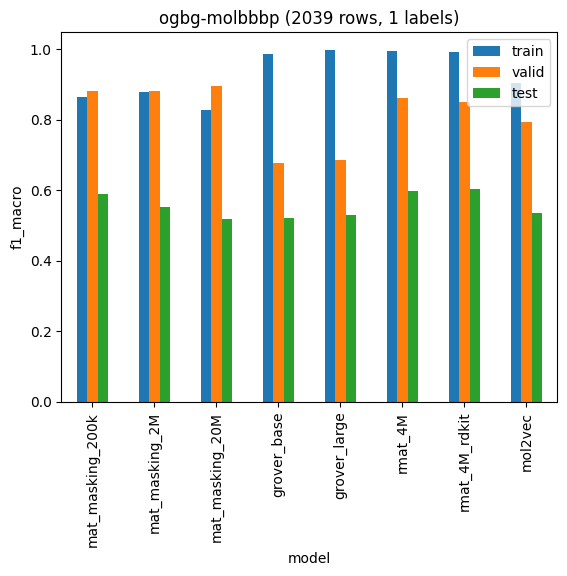 ogbg-molbbbp (2039 rows, 1 labels)
train
valid
test
f1_macro
1.0
0.8
0.6
0.4
0.2
0.0
mat_masking_200k
mat_masking_2M
mat_masking_20M
grover_base
grover_large
rmat_4M
rmat_4M_rdkit
mol2vec
model